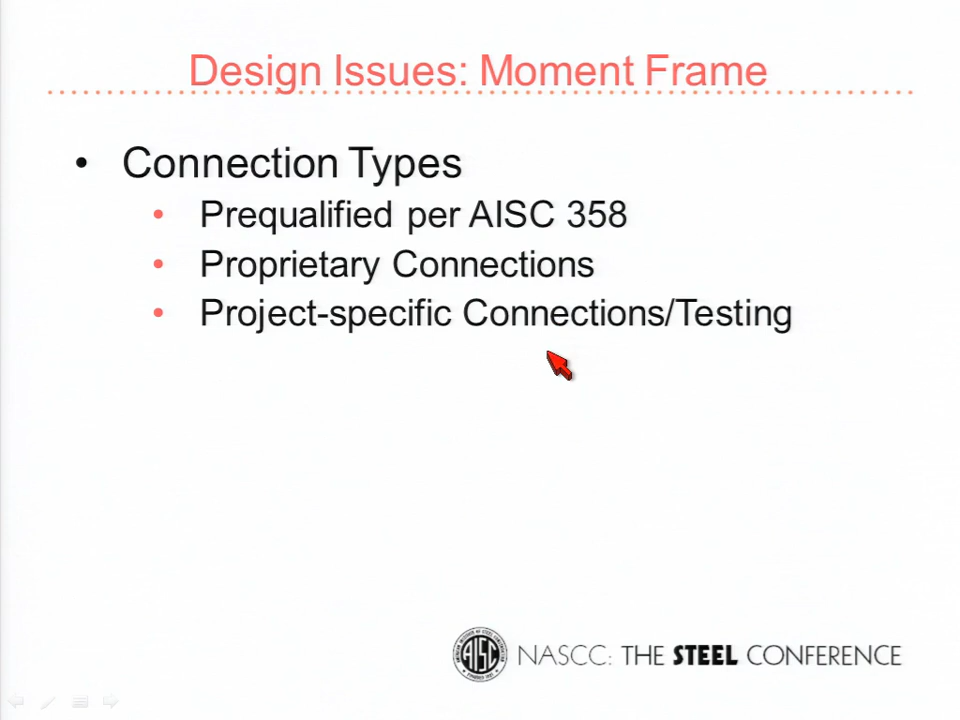 Design Issues: Moment Frame
• Connection Types
• Prequalified per AISC 358
• Proprietary Connections
• Project-specific Connections/Testing
AISC
NASCC: THE STEEL CONFERENCE